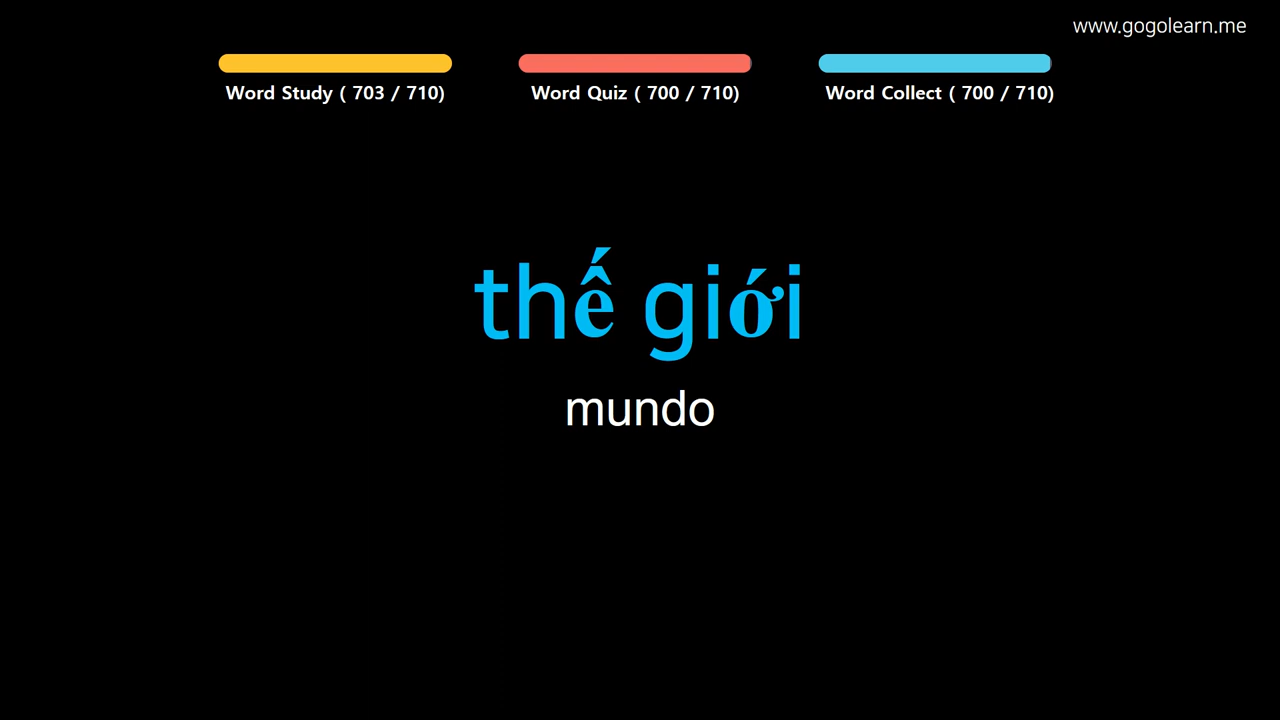 www.gogolearn.me
Word Study ( 703 / 710)
Word Quiz ( 700 / 710)
Word Collect ( 700 / 710)
thế giới
mundo